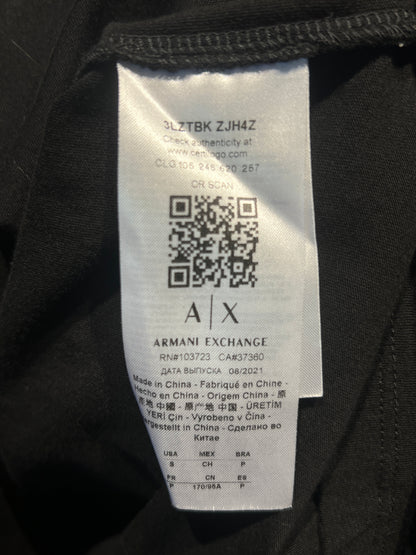 3LZTBK ZJH4Z
Check authenticity at
www.certilogo.com
CLG 105 246 620 257
OR SCAN
A|X
ARMANI EXCHANGE
RN#103723 CA#37360
ДАТА ВЫПУСКА 08/2021
Made in China - Fabriqué en Chine -
Hecho en China - Origem China - 原
産地 中國 - 原产地 中国 - ÜRETİM
YERİ Çin - Vyrobeno v Čína -
Hergestellt in China - Сделано во
Китае
USA MEX BRA
S CH P
FR CN ES
P 170/95A P